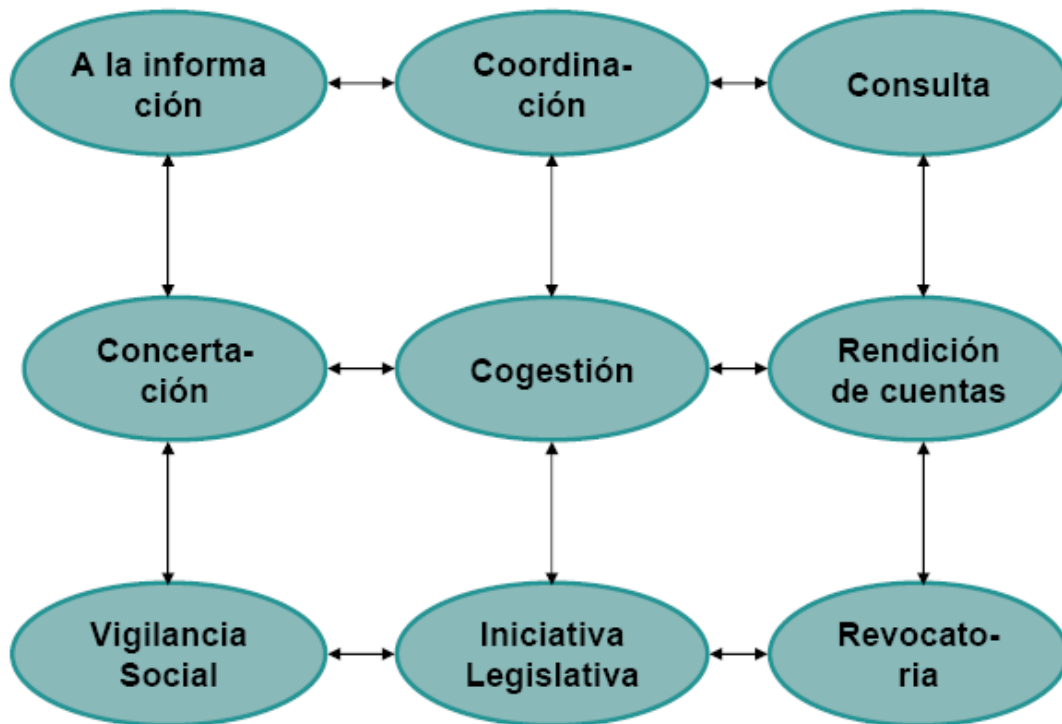 A la informa
ción
Coordina-
ción
Consulta
Concerta-
ción
Cogestión
Rendición
de cuentas
Vigilancia
Social
Iniciativa
Legislativa
Revocato-
ria